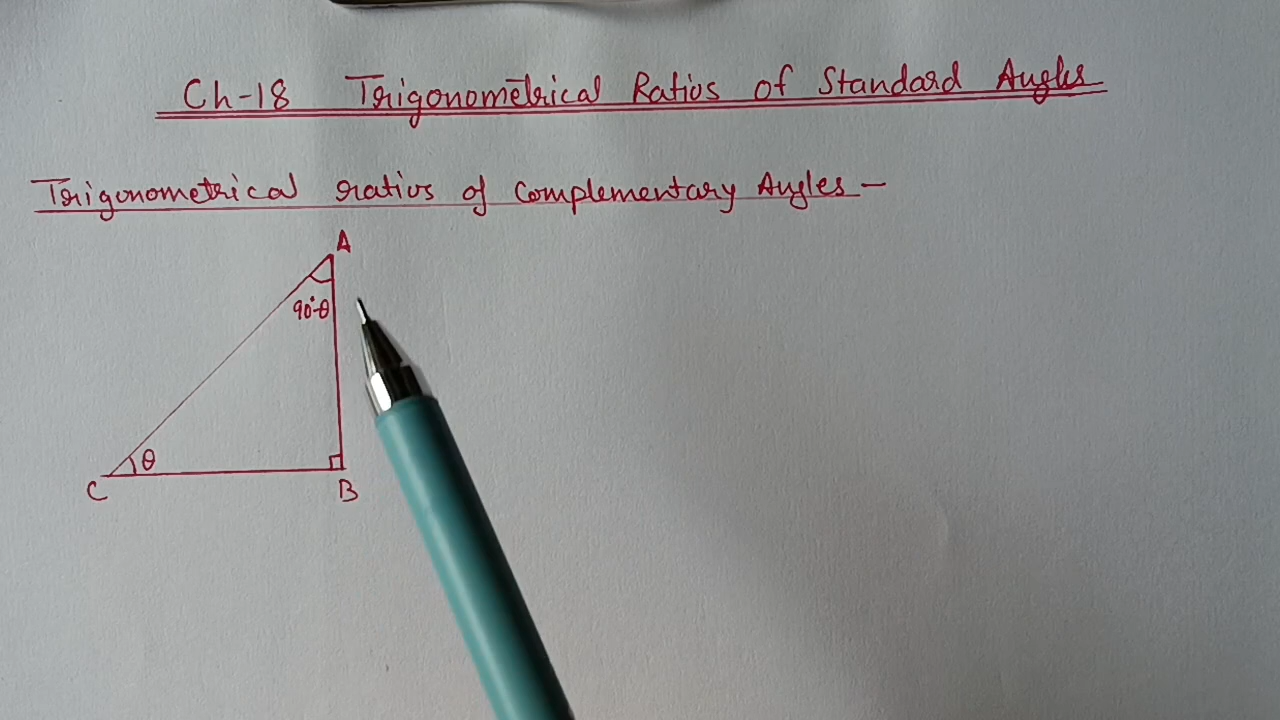 Ch-18 Trigonometrical Ratios of Standard Angles
Trigonometrical ratios of Complementary Angles -
A
90°-θ
θ
C
B